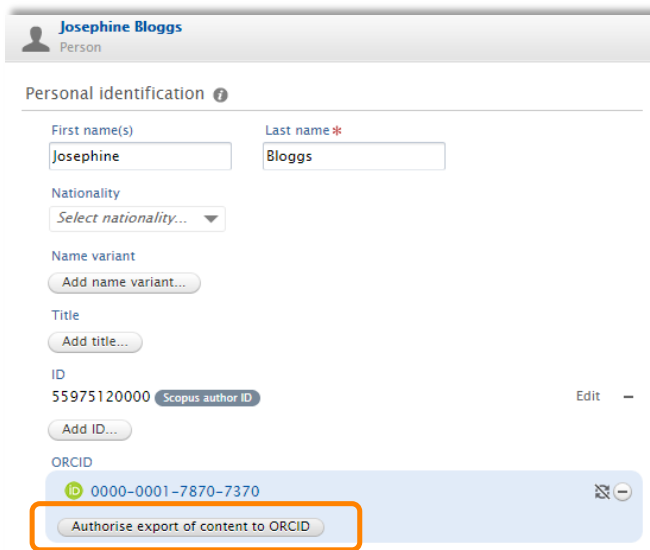 Josephine Bloggs
Person
Personal identification i
First name(s) Last name *
Josephine Bloggs
Nationality
Select nationality...
Name variant
Add name variant...
Title
Add title...
ID
55975120000 Scopus author ID Edit –
Add ID...
ORCID
iD 0000-0001-7870-7370
Authorise export of content to ORCID